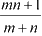 mn + 1
m + n